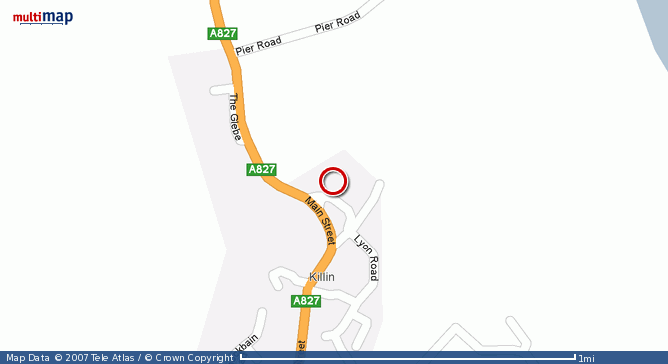 multimap
A827
Pier Road
Pier Road
The Glebe
A827
Main Street
Lyon Road
Killin
A827
Map Data © 2007 Tele Atlas / © Crown Copyright
1mi